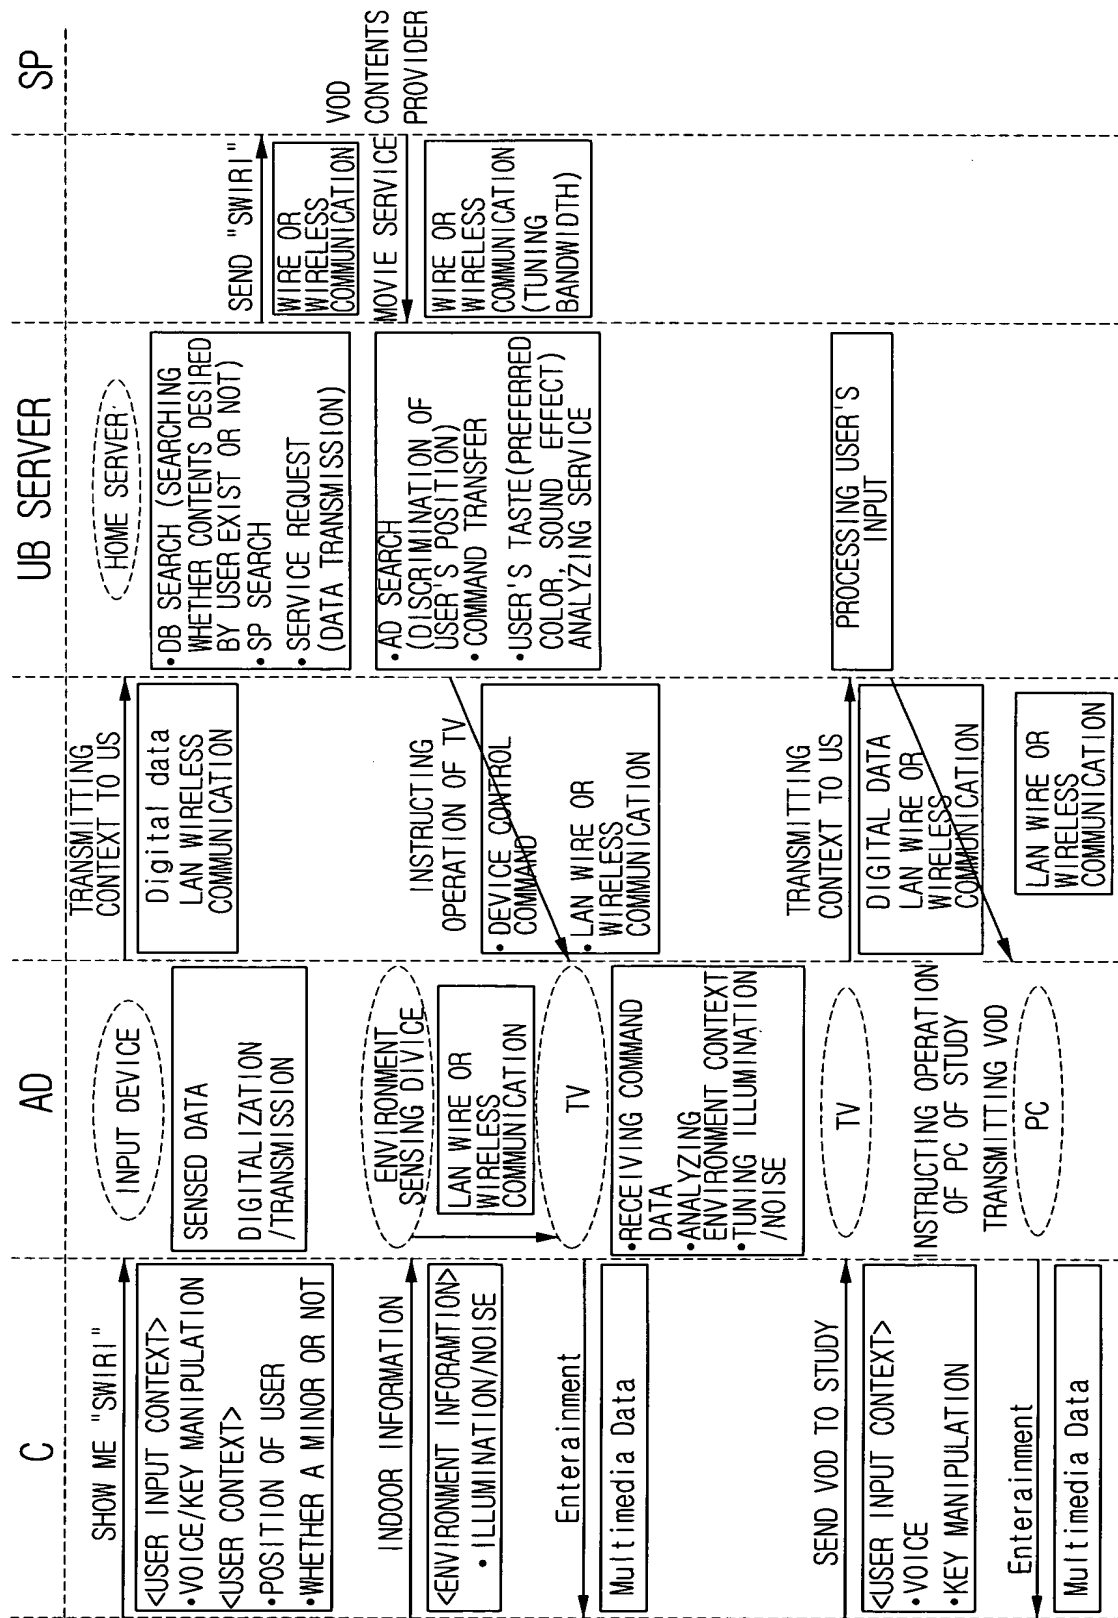 C
AD
UB SERVER
SP
SHOW ME "SWIRI"
<USER INPUT CONTEXT>
•VOICE/KEY MANIPULATION
<USER CONTEXT>
•POSITION OF USER
•WHETHER A MINOR OR NOT
INPUT DEVICE
SENSED DATA
DIGITALIZATION
/TRANSMISSION
TRANSMITTING
CONTEXT TO US
Digital data
LAN WIRELESS
COMMUNICATION
HOME SERVER
•DB SEARCH (SEARCHING
WHETHER CONTENTS DESIRED
BY USER EXIST OR NOT)
•SP SEARCH
•SERVICE REQUEST
(DATA TRANSMISSION)
SEND "SWIRI"
WIRE OR
WIRELESS
COMMUNICATION
VOD
CONTENTS
PROVIDER
INDOOR INFORMATION
<ENVIRONMENT INFORAMTION>
• ILLUMINATION/NOISE
ENVIRONMENT
SENSING DIVICE
LAN WIRE OR
WIRELESS
COMMUNICATION
INSTRUCTING
OPERATION OF TV
•DEVICE CONTROL
COMMAND
•LAN WIRE OR
WIRELESS
COMMUNICATION
•AD SEARCH
(DISCRIMINATION OF
USER'S POSITION)
•COMMAND TRANSFER
•USER'S TASTE(PREFERRED
COLOR, SOUND EFFECT)
ANALYZING SERVICE
MOVIE SERVICE
WIRE OR
WIRELESS
COMMUNICATION
(TUNING
BANDWIDTH)
Enterainment
Multimedia Data
TV
•RECEIVING COMMAND
DATA
•ANALYZING
ENVIRONMENT CONTEXT
•TUNING ILLUMINATION
/NOISE
SEND VOD TO STUDY
<USER INPUT CONTEXT>
•VOICE
•KEY MANIPULATION
TV
TRANSMITTING
CONTEXT TO US
DIGITAL DATA
LAN WIRE OR
WIRELESS
COMMUNICATION
PROCESSING USER'S
INPUT
INSTRUCTING OPERATION
OF PC OF STUDY
TRANSMITTING VOD
LAN WIRE OR
WIRELESS
COMMUNICATION
Enterainment
Multimedia Data
PC